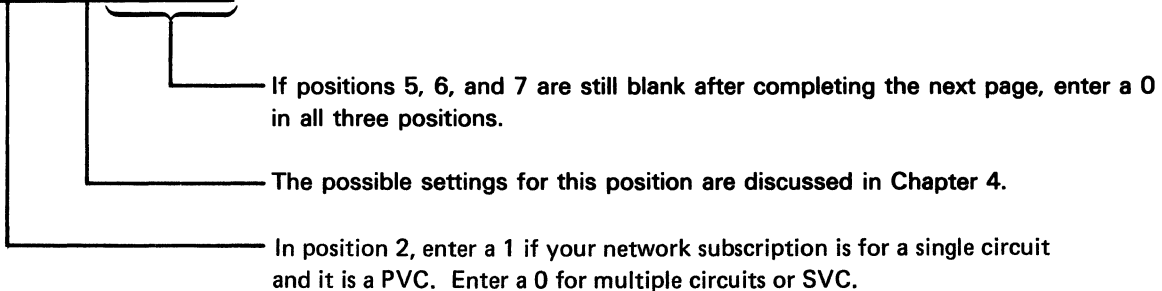 If positions 5, 6, and 7 are still blank after completing the next page, enter a 0
in all three positions.
The possible settings for this position are discussed in Chapter 4.
In position 2, enter a 1 if your network subscription is for a single circuit
and it is a PVC. Enter a 0 for multiple circuits or SVC.